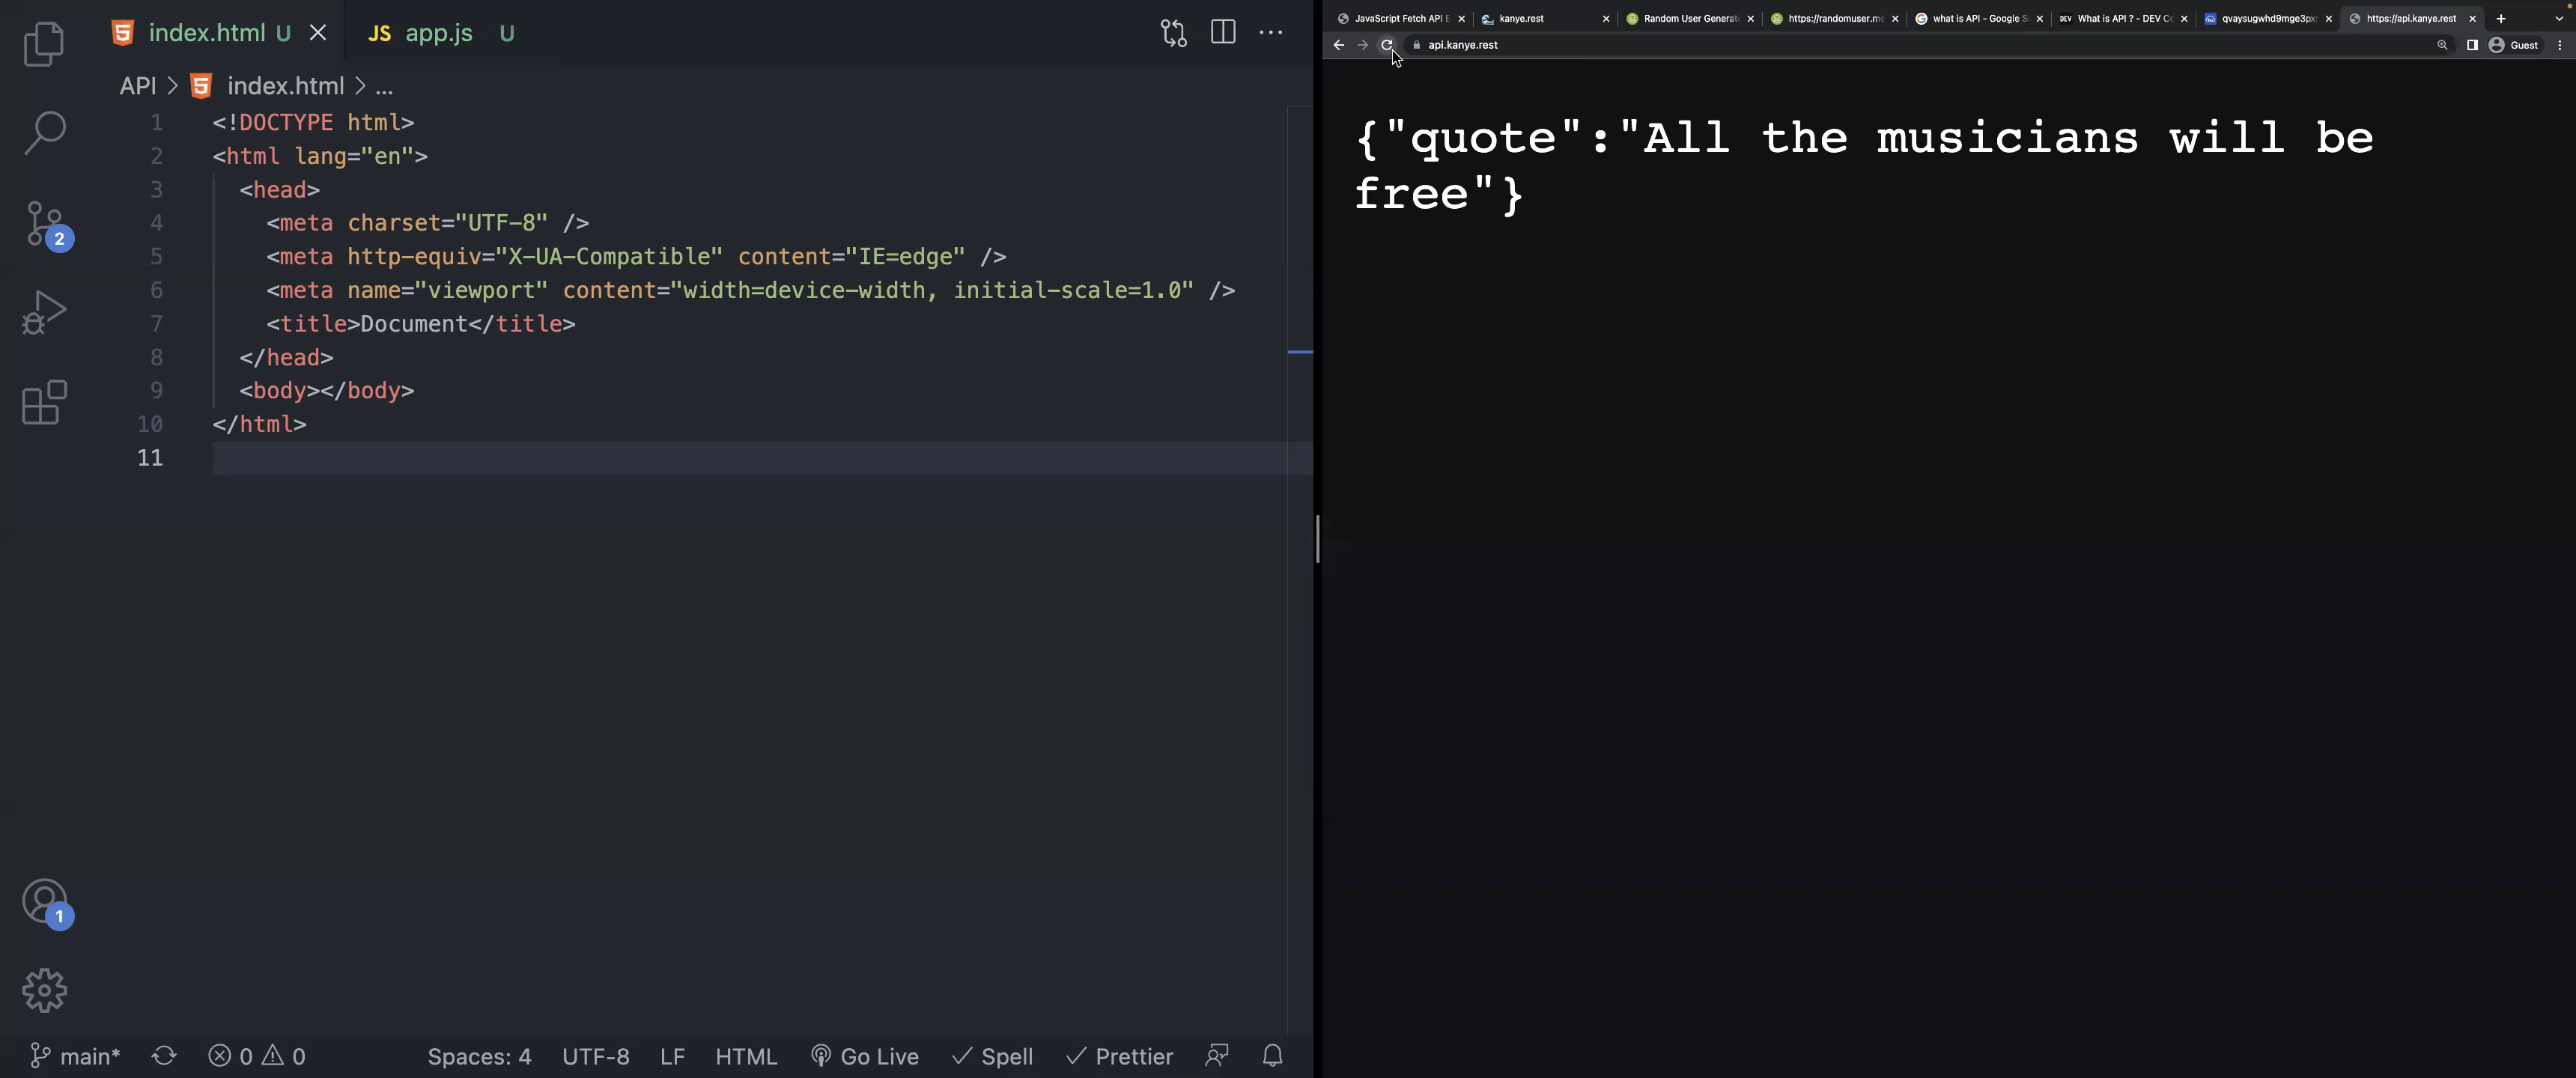 index.html U
JS app.js U
API > index.html > ...
1 <!DOCTYPE html>
2 <html lang="en">
3 <head>
4 <meta charset="UTF-8" />
5 <meta http-equiv="X-UA-Compatible" content="IE=edge" />
6 <meta name="viewport" content="width=device-width, initial-scale=1.0" />
7 <title>Document</title>
8 </head>
9 <body></body>
10 </html>
11
2
1
main* 0 0 Spaces: 4 UTF-8 LF HTML Go Live Spell Prettier
JavaScript Fetch API E kanye.rest Random User Generat https://randomuser.me what is API - Google S DEV What is API ? - DEV Co qvaysugwhd9mge3pxr https://api.kanye.rest
api.kanye.rest Guest
{"quote":"All the musicians will be
free"}